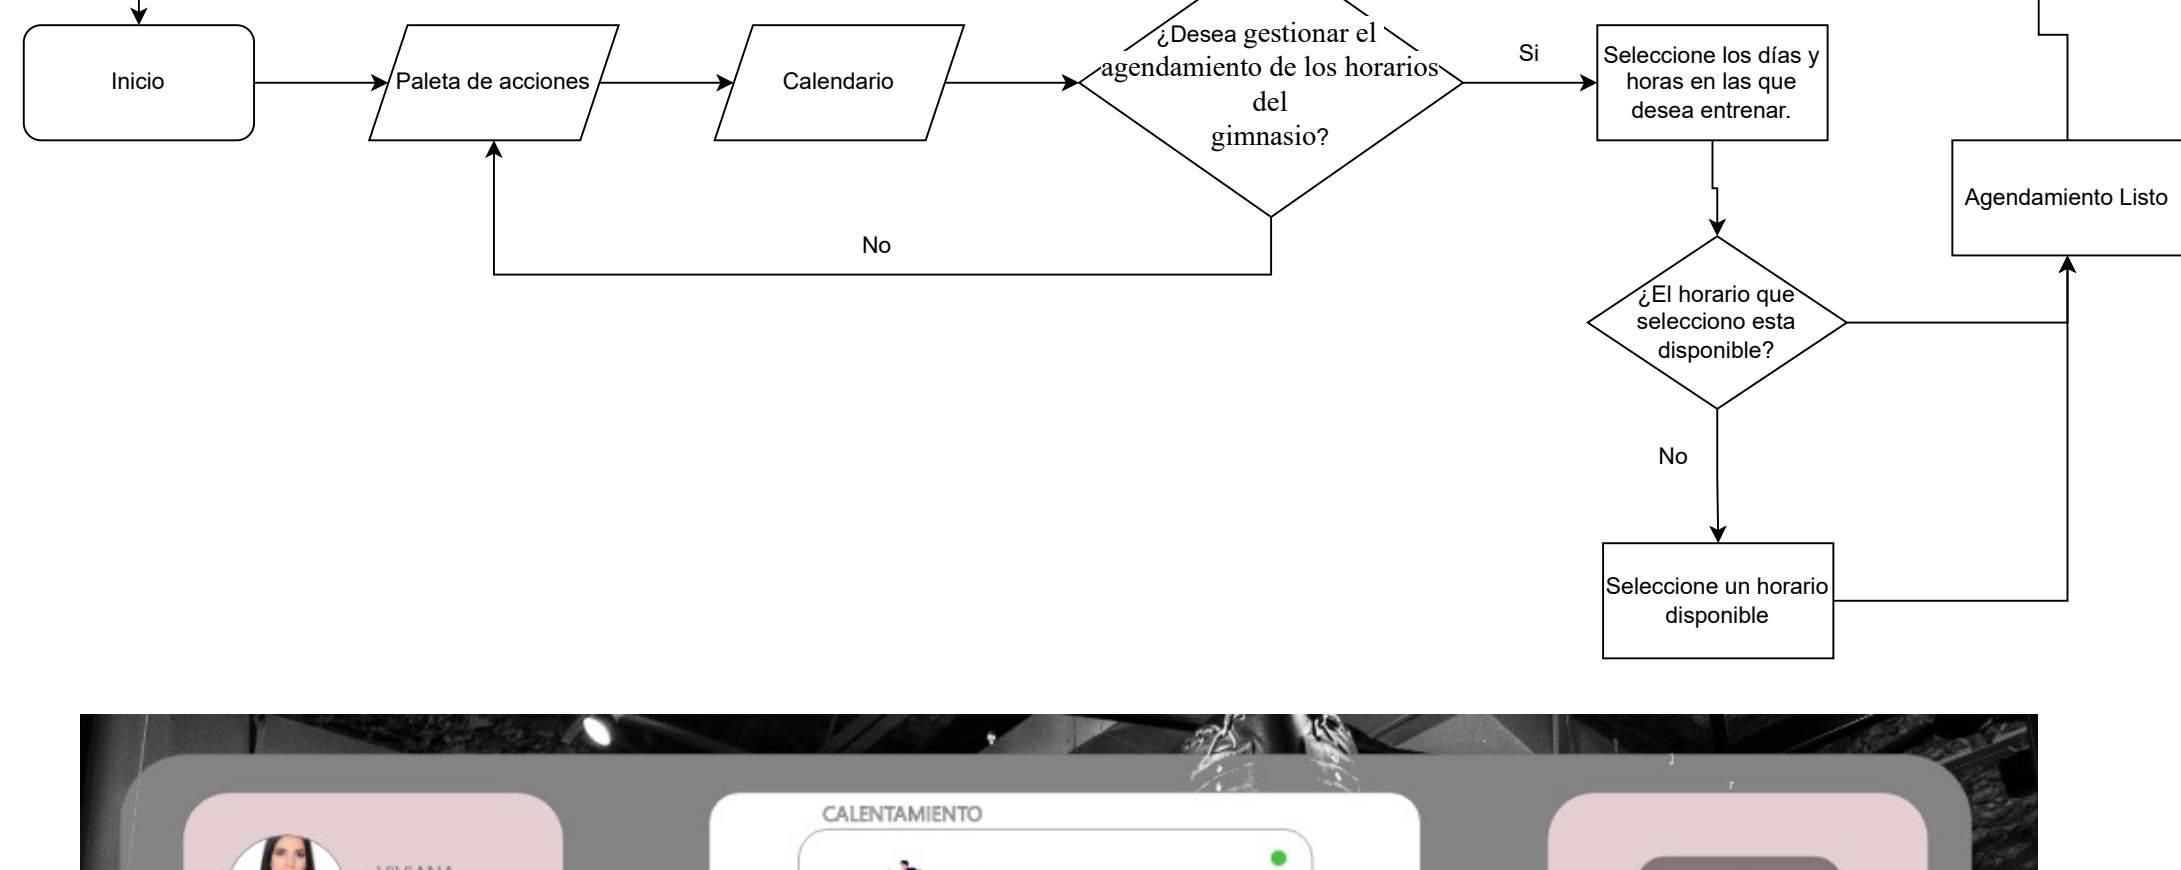 Inicio
Paleta de acciones
Calendario
¿Desea gestionar el
agendamiento de los horarios
del
gimnasio?
Si
Seleccione los días y
horas en las que
desea entrenar.
Agendamiento Listo
No
¿El horario que
selecciono esta
disponible?
No
Seleccione un horario
disponible
CALENTAMIENTO
VIVIANA